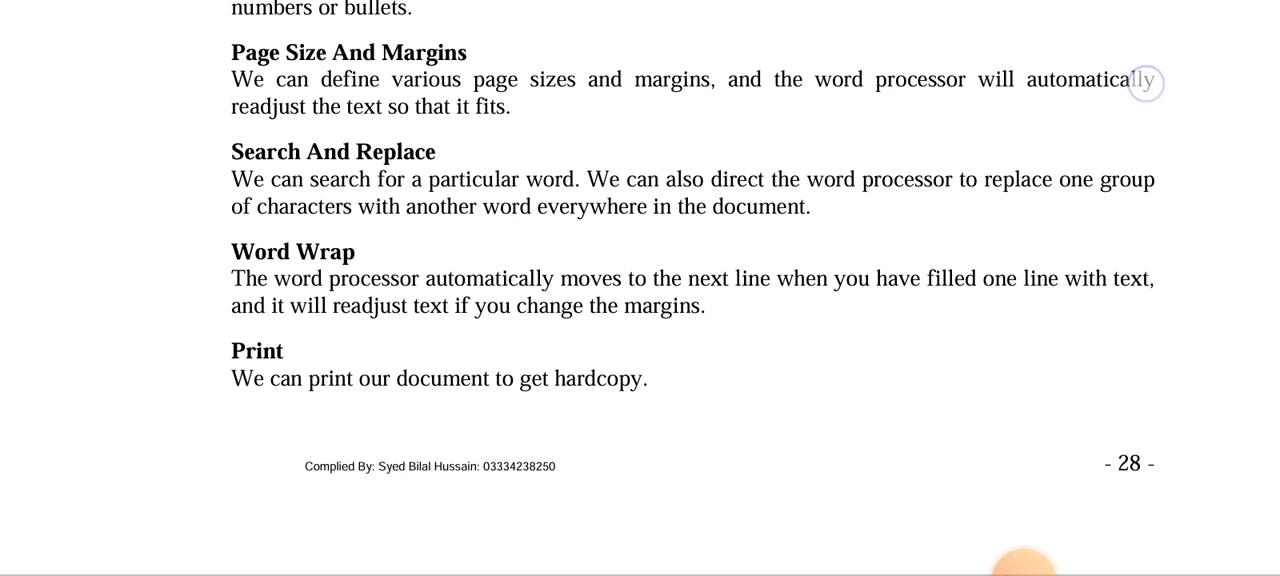 numbers or bullets.
Page Size And Margins
We can define various page sizes and margins, and the word processor will automatically
readjust the text so that it fits.
Search And Replace
We can search for a particular word. We can also direct the word processor to replace one group
of characters with another word everywhere in the document.
Word Wrap
The word processor automatically moves to the next line when you have filled one line with text,
and it will readjust text if you change the margins.
Print
We can print our document to get hardcopy.
Complied By: Syed Bilal Hussain: 03334238250
- 28 -